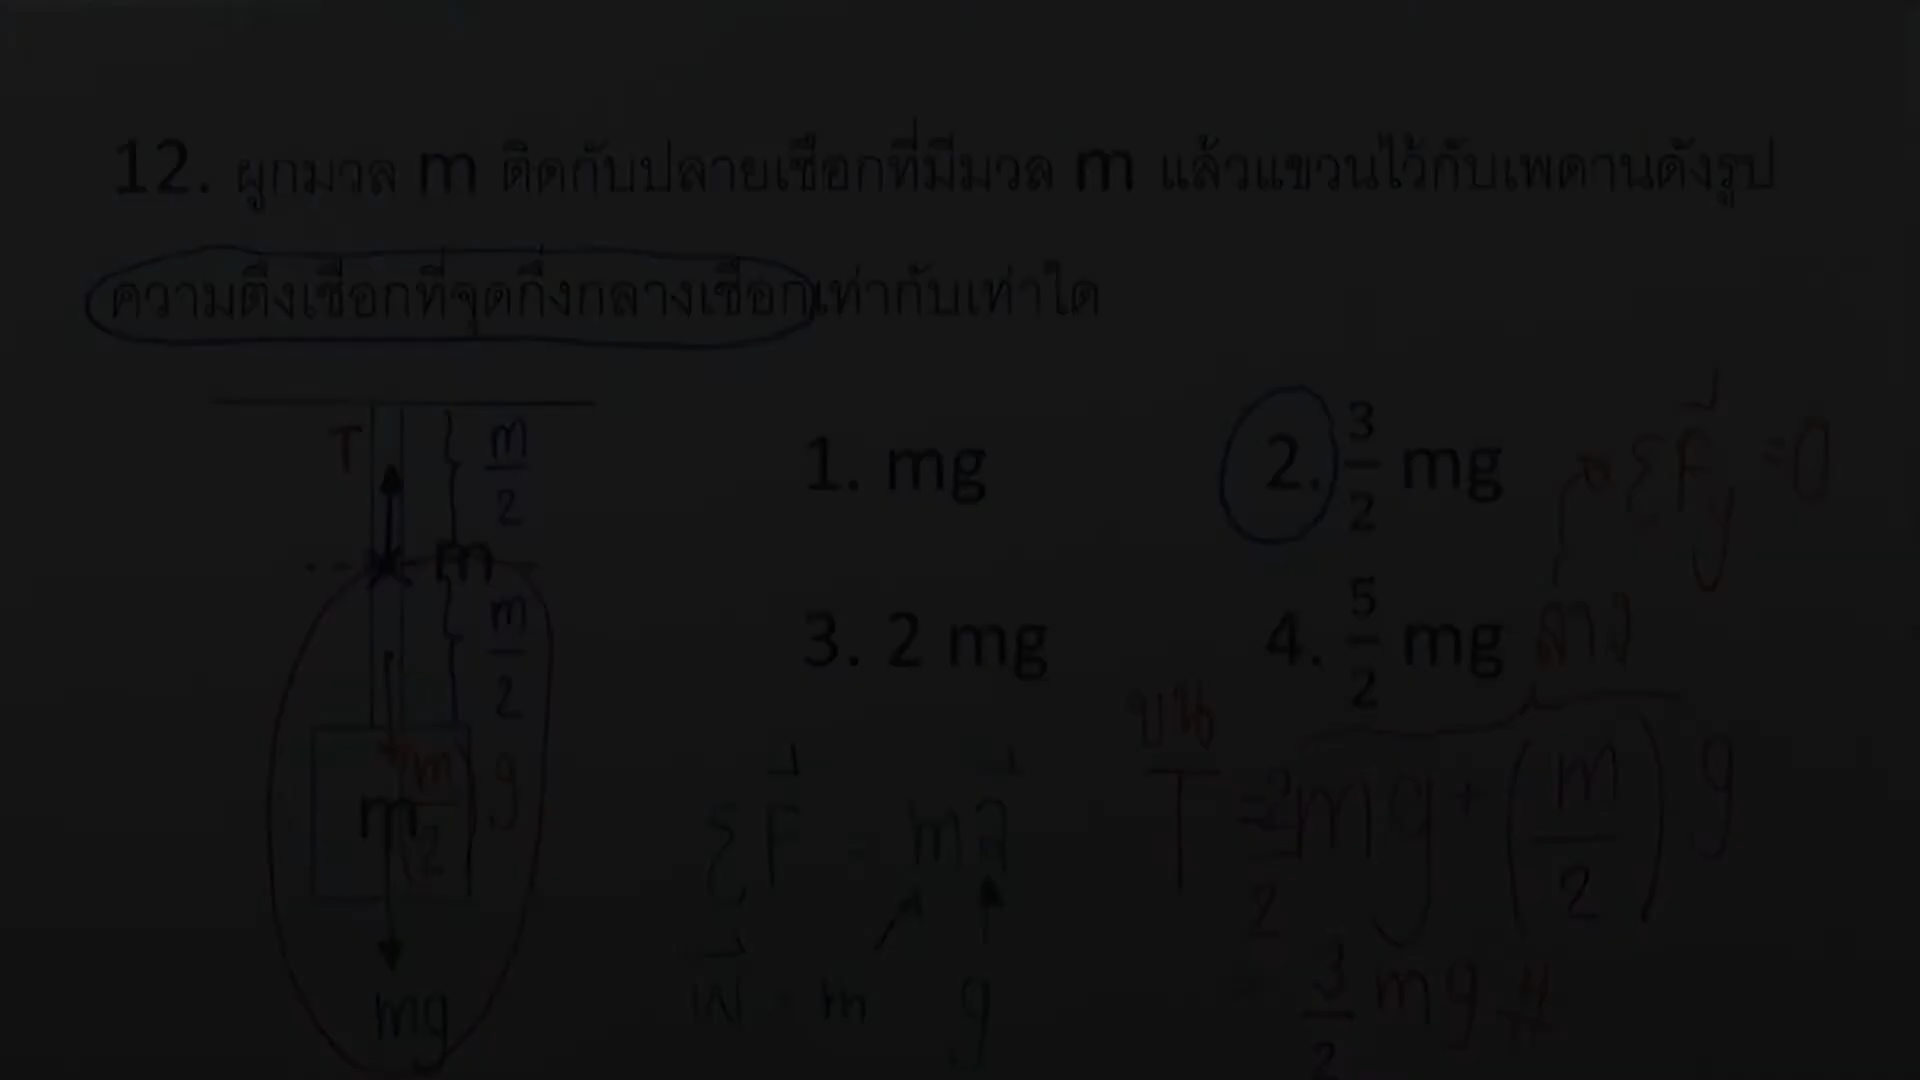 12. ผูกมวล m ติดกับปลายเชือกที่มีมวล m แล้วแขวนไว้กับเพดานดังรูป
ความตึงเชือกที่จุดกึ่งกลางเชือกเท่ากับเท่าใด
1. mg
2. 3/2 mg
ΣFy = 0
3. 2 mg
4. 5/2 mg
ล่าง
T
m/2
m
m/2
m/2 g
m
mg
ΣF = ma
W = m g
บน
T = mg + (m/2) g
= 3/2 mg #